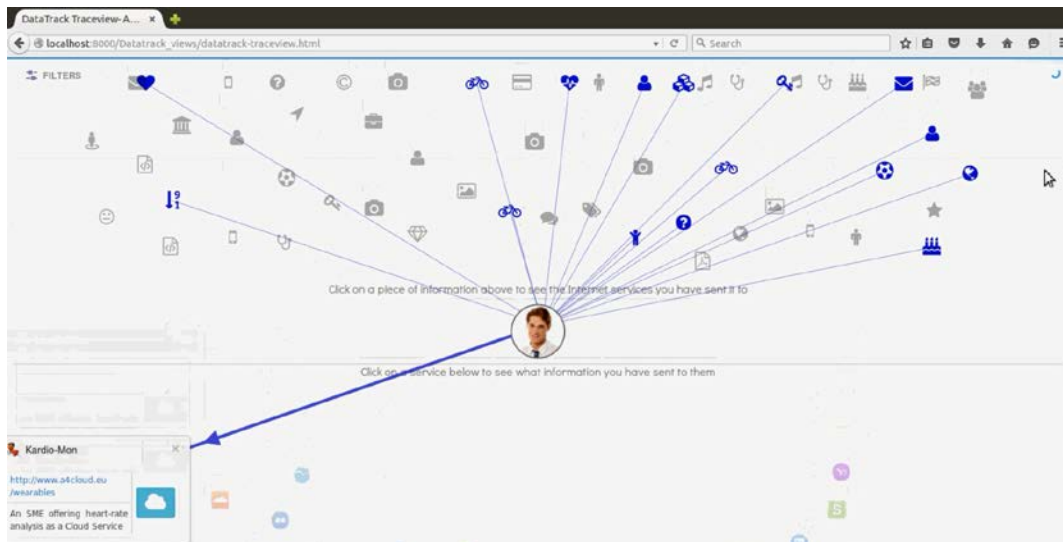 DataTrack Traceview-A...
localhost:8000/Datatrack_views/datatrack-traceview.html
Search
FILTERS
9
1
Click on a piece of information above to see the Internet services you have sent it to
Click on a service below to see what information you have sent to them
Kardio-Mon
http://www.a4cloud.eu
/wearables
An SME offering heart-rate
analysis as a Cloud Service